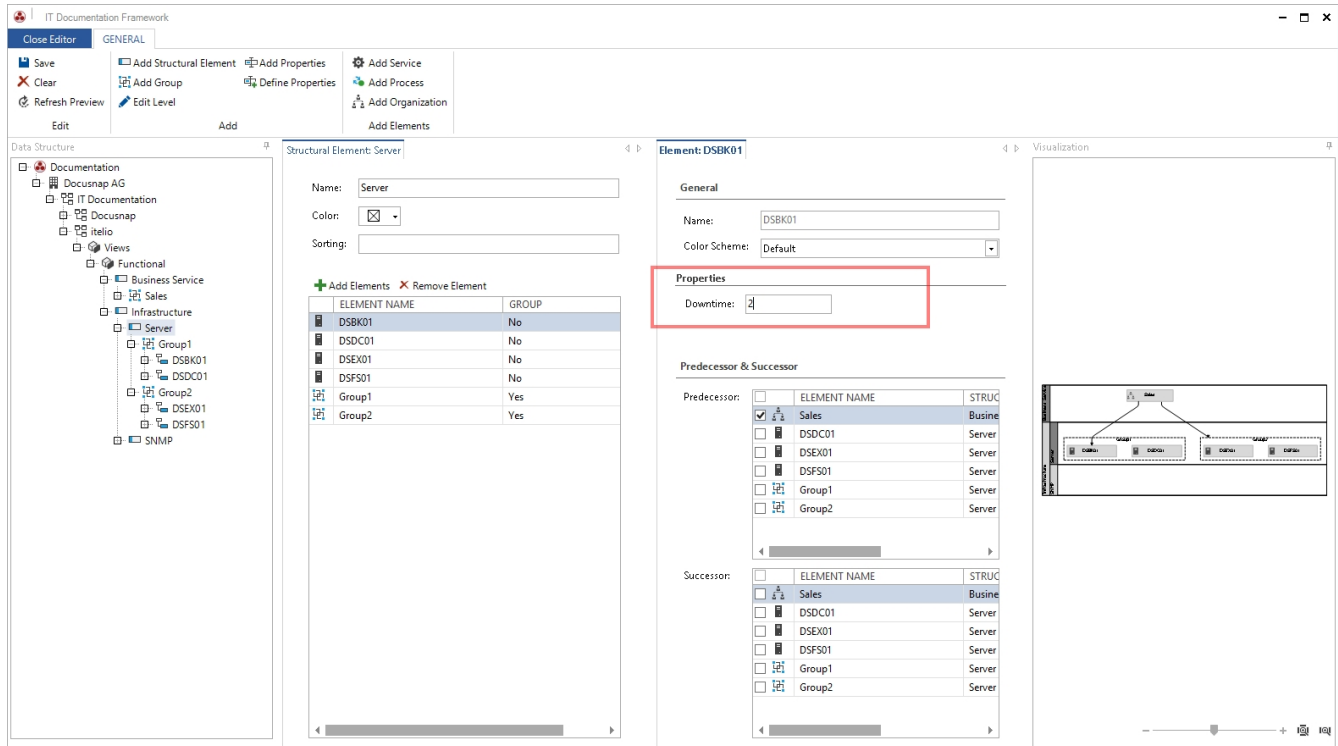 IT Documentation Framework
Close Editor GENERAL
Save Add Structural Element Add Properties Add Service
Clear Add Group Define Properties Add Process
Refresh Preview Edit Level Add Organization
Edit Add Add Elements
Data Structure
Documentation
Docusnap AG
IT Documentation
Docusnap
itelio
Views
Functional
Business Service
Sales
Infrastructure
Server
Group1
DSBK01
DSDC01
Group2
DSEX01
DSFS01
SNMP
Structural Element: Server
Name: Server
Color:
Sorting:
Add Elements Remove Element
ELEMENT NAME GROUP
DSBK01 No
DSDC01 No
DSEX01 No
DSFS01 No
Group1 Yes
Group2 Yes
Element: DSBK01
General
Name: DSBK01
Color Scheme: Default
Properties
Downtime: 2
Predecessor & Successor
Predecessor: ELEMENT NAME STRUC
Sales Busine
DSDC01 Server
DSEX01 Server
DSFS01 Server
Group1 Server
Group2 Server
Successor: ELEMENT NAME STRUC
Sales Busine
DSDC01 Server
DSEX01 Server
DSFS01 Server
Group1 Server
Group2 Server
Visualization